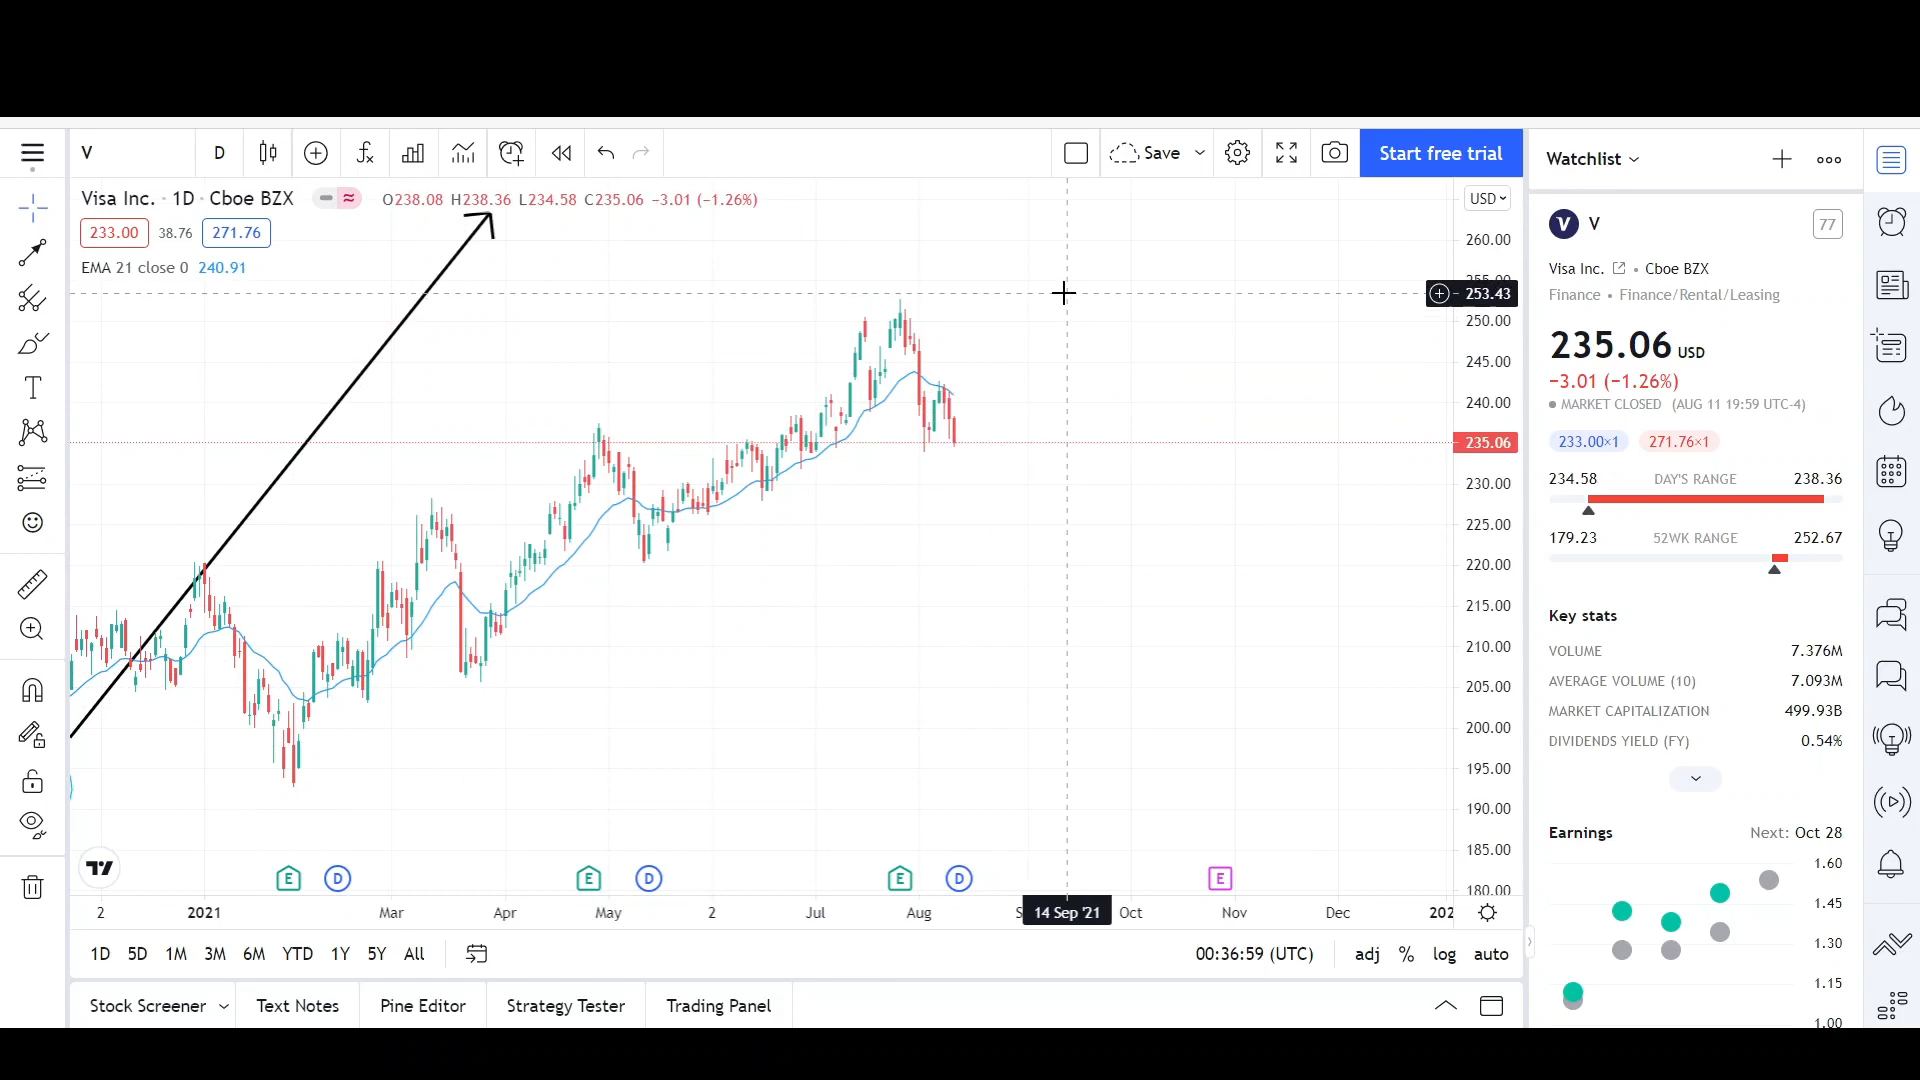 V D Save Start free trial
Visa Inc. · 1D · Cboe BZX O238.08 H238.36 L234.58 C235.06 −3.01 (−1.26%) USD
233.00 38.76 271.76
EMA 21 close 0 240.91
260.00
255.00
253.43
250.00
245.00
240.00
235.06
230.00
225.00
220.00
215.00
210.00
205.00
200.00
195.00
190.00
185.00
180.00
E D E D E D E
2 2021 Mar Apr May 2 Jul Aug S 14 Sep '21 Oct Nov Dec 202
1D 5D 1M 3M 6M YTD 1Y 5Y All 00:36:59 (UTC) adj % log auto
Stock Screener Text Notes Pine Editor Strategy Tester Trading Panel
Watchlist
V V 77
Visa Inc. • Cboe BZX
Finance • Finance/Rental/Leasing
235.06 USD
−3.01 (−1.26%)
MARKET CLOSED (AUG 11 19:59 UTC-4)
233.00×1 271.76×1
234.58 DAY'S RANGE 238.36
179.23 52WK RANGE 252.67
Key stats
VOLUME 7.376M
AVERAGE VOLUME (10) 7.093M
MARKET CAPITALIZATION 499.93B
DIVIDENDS YIELD (FY) 0.54%
Earnings Next: Oct 28
1.60
1.45
1.30
1.15
1.00